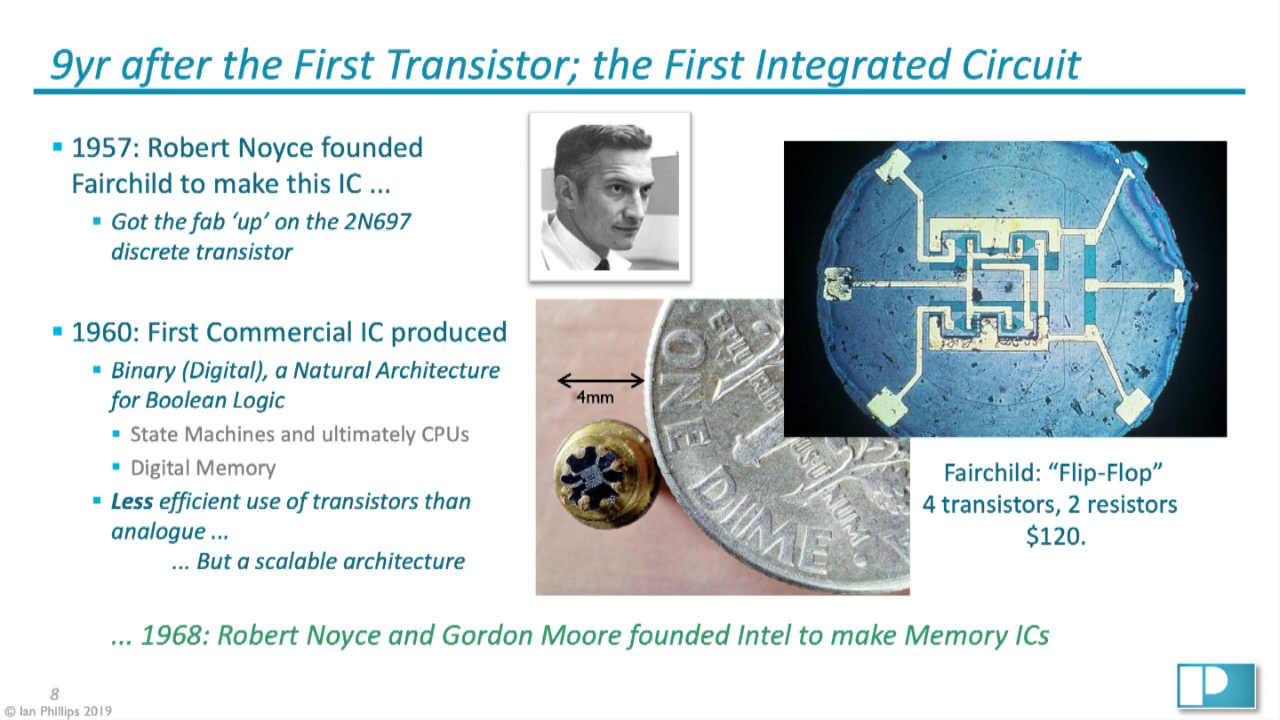 9yr after the First Transistor; the First Integrated Circuit
1957: Robert Noyce founded
Fairchild to make this IC ...
Got the fab ‘up’ on the 2N697
discrete transistor
1960: First Commercial IC produced
Binary (Digital), a Natural Architecture
for Boolean Logic
State Machines and ultimately CPUs
Digital Memory
Less efficient use of transistors than
analogue ...
... But a scalable architecture
4mm
ONE DIME
Fairchild: “Flip-Flop”
4 transistors, 2 resistors
$120.
... 1968: Robert Noyce and Gordon Moore founded Intel to make Memory ICs
8
© Ian Phillips 2019
P